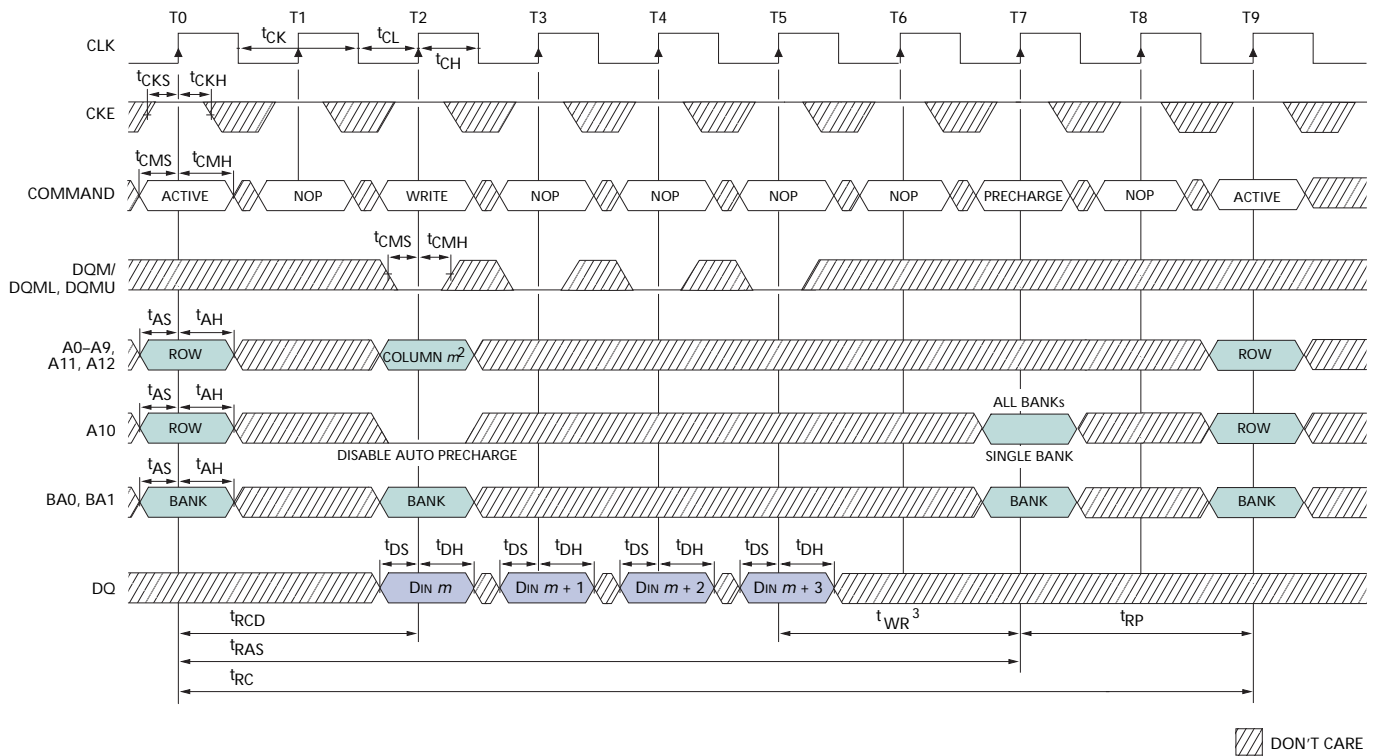 T0 T1 T2 T3 T4 T5 T6 T7 T8 T9
CLK
tCK tCL
tCH
tCKS tCKH
CKE
tCMS tCMH
COMMAND ACTIVE NOP WRITE NOP NOP NOP NOP PRECHARGE NOP ACTIVE
tCMS tCMH
DQM/
DQML, DQMU
tAS tAH
A0–A9,
A11, A12
ROW COLUMN m2 ROW
tAS tAH
ALL BANKs
A10 ROW ROW
DISABLE AUTO PRECHARGE SINGLE BANK
tAS tAH
BA0, BA1 BANK BANK BANK BANK
tDS tDH tDS tDH tDS tDH tDS tDH
DQ DIN m DIN m + 1 DIN m + 2 DIN m + 3
tRCD tWR3 tRP
tRAS
tRC
DON'T CARE